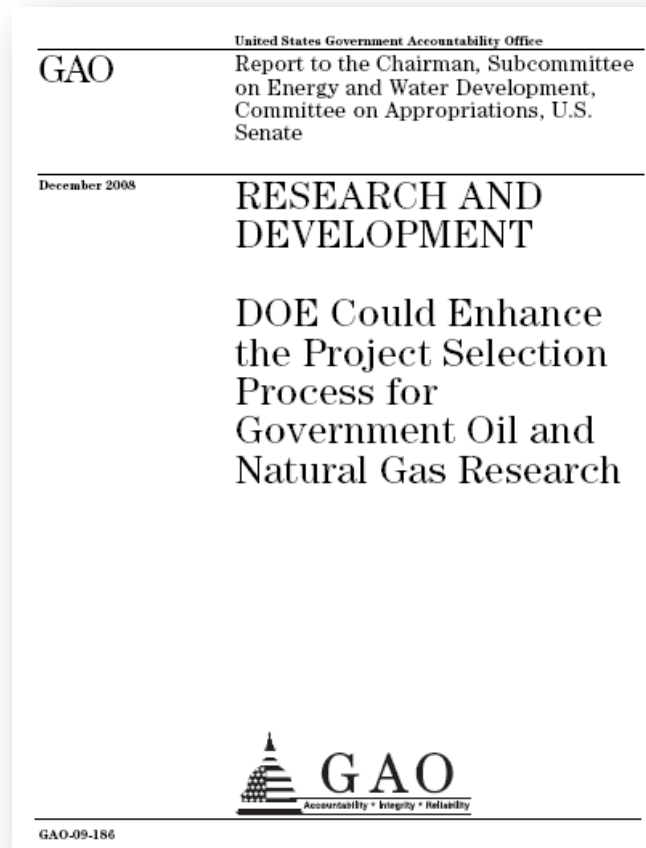 United States Government Accountability Office
GAO
Report to the Chairman, Subcommittee
on Energy and Water Development,
Committee on Appropriations, U.S.
Senate
December 2008
RESEARCH AND
DEVELOPMENT
DOE Could Enhance
the Project Selection
Process for
Government Oil and
Natural Gas Research
GAO
Accountability * Integrity * Reliability
GAO-09-186